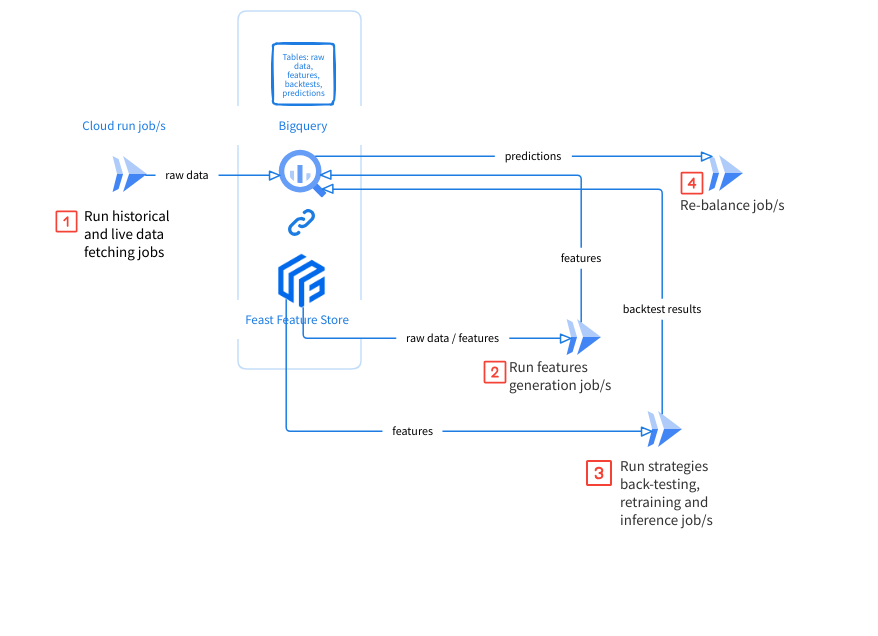 Tables: raw
data,
features,
backtests,
predictions
Cloud run job/s
Bigquery
raw data
predictions
1
Run historical
and live data
fetching jobs
4
Re-balance job/s
features
backtest results
Feast Feature Store
raw data / features
2
Run features
generation job/s
features
3
Run strategies
back-testing,
retraining and
inference job/s